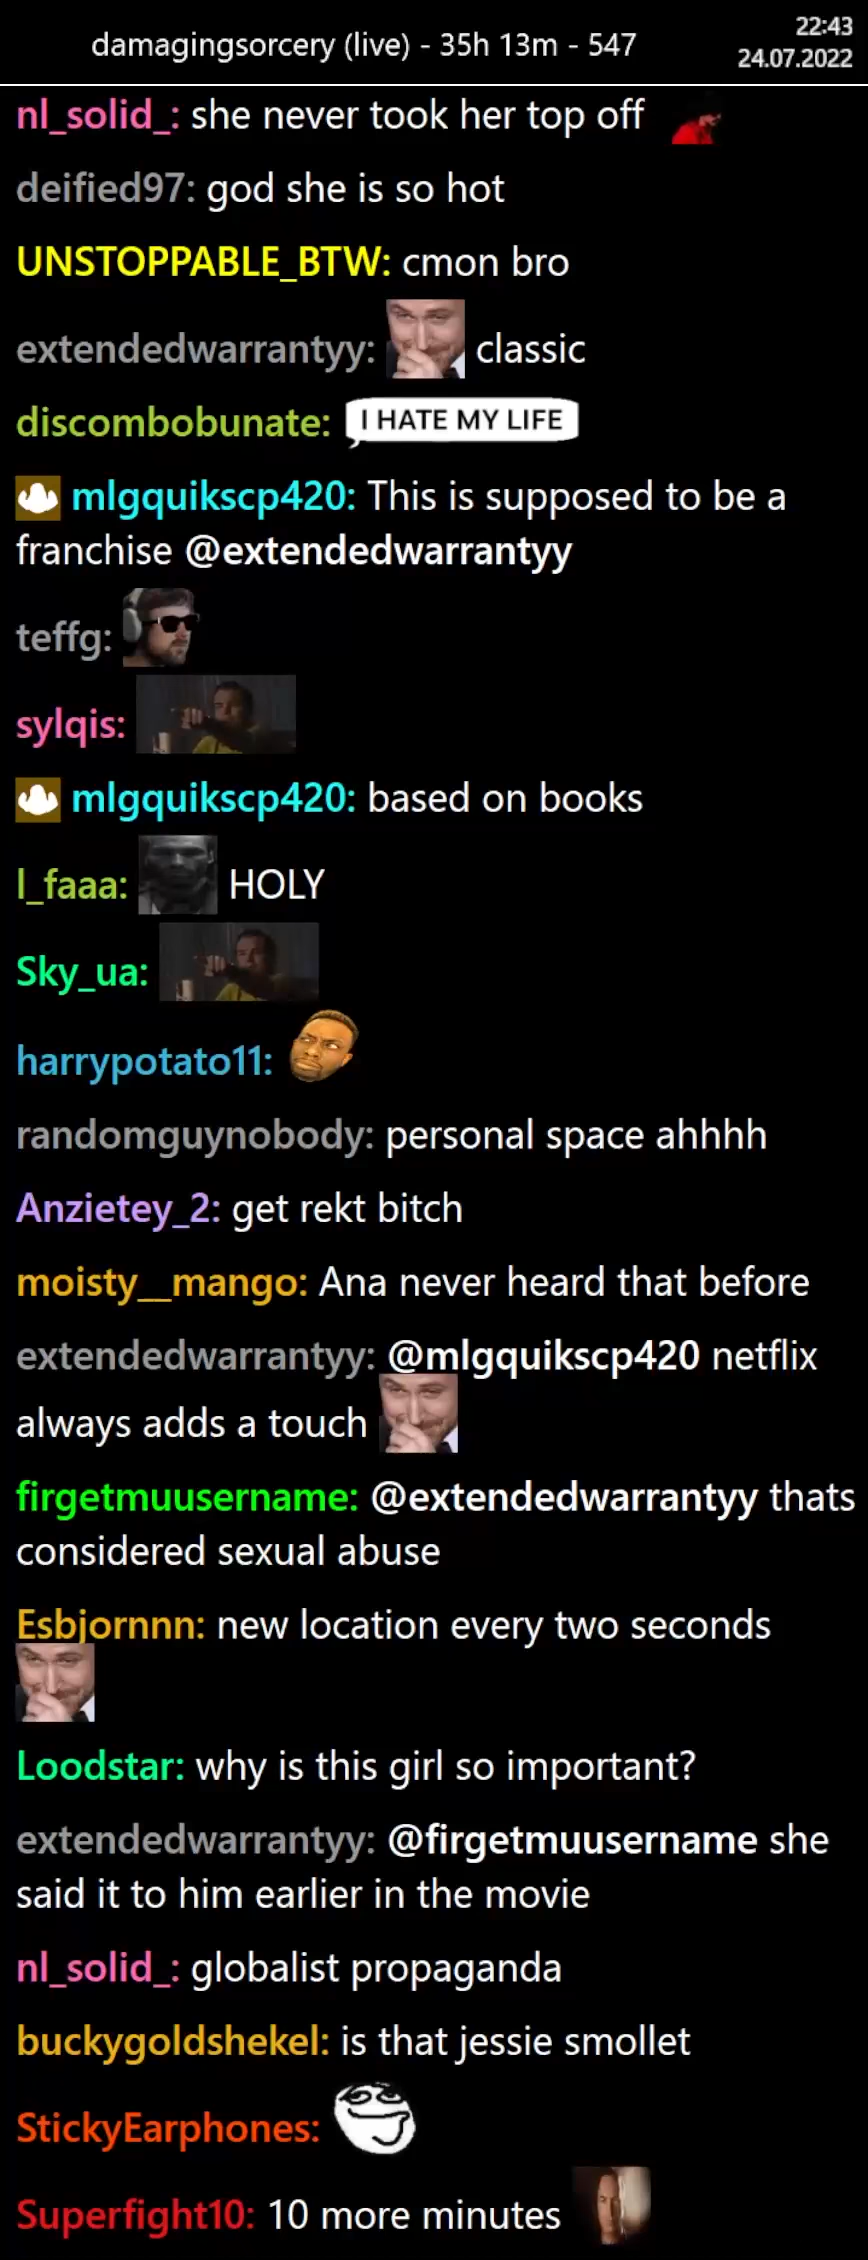 damagingsorcery (live) - 35h 13m - 547
22:43
24.07.2022
nl_solid_: she never took her top off
deified97: god she is so hot
UNSTOPPABLE_BTW: cmon bro
extendedwarrantyy: classic
discombobunate: I HATE MY LIFE
mlgquikscp420: This is supposed to be a
franchise @extendedwarrantyy
teffg:
sylqis:
mlgquikscp420: based on books
l_faaa: HOLY
Sky_ua:
harrypotato11:
randomguynobody: personal space ahhhh
Anzietey_2: get rekt bitch
moisty__mango: Ana never heard that before
extendedwarrantyy: @mlgquikscp420 netflix
always adds a touch
firgetmuusername: @extendedwarrantyy thats
considered sexual abuse
Esbjornnn: new location every two seconds
Loodstar: why is this girl so important?
extendedwarrantyy: @firgetmuusername she
said it to him earlier in the movie
nl_solid_: globalist propaganda
buckygoldshekel: is that jessie smollet
StickyEarphones:
Superfight10: 10 more minutes